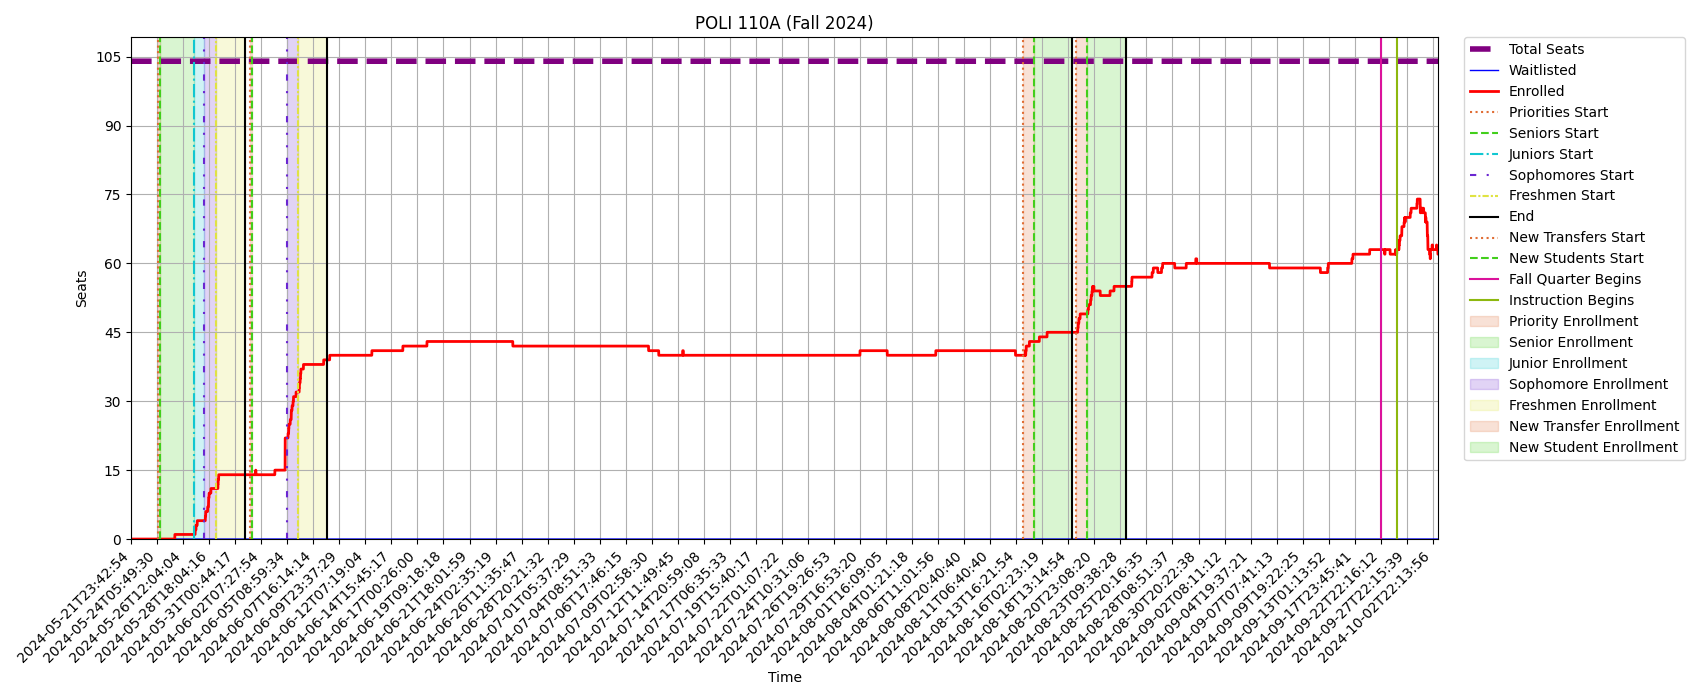 POLI 110A (Fall 2024)
Seats
105
90
75
60
45
30
15
0
2024-05-21T23:42:54
2024-05-24T05:49:30
2024-05-26T12:04:04
2024-05-28T18:04:16
2024-05-31T00:44:17
2024-06-02T07:27:54
2024-06-05T08:59:34
2024-06-07T16:14:14
2024-06-09T23:37:29
2024-06-12T07:19:04
2024-06-14T15:45:17
2024-06-17T00:26:00
2024-06-19T09:18:18
2024-06-21T18:01:59
2024-06-24T02:35:19
2024-06-26T11:35:47
2024-06-28T20:21:32
2024-07-01T05:37:29
2024-07-04T08:51:33
2024-07-06T17:46:15
2024-07-09T02:58:30
2024-07-12T11:49:45
2024-07-14T20:59:08
2024-07-17T06:35:33
2024-07-19T15:40:17
2024-07-22T01:07:22
2024-07-24T10:31:06
2024-07-26T19:26:53
2024-07-29T16:53:20
2024-08-01T16:09:05
2024-08-04T01:21:18
2024-08-06T11:01:56
2024-08-08T20:40:40
2024-08-11T06:40:40
2024-08-13T16:21:54
2024-08-16T02:23:19
2024-08-18T13:14:54
2024-08-20T23:08:20
2024-08-23T09:38:28
2024-08-25T20:16:35
2024-08-28T08:51:37
2024-08-30T20:22:38
2024-09-02T08:11:12
2024-09-04T19:37:21
2024-09-07T07:41:13
2024-09-09T19:22:25
2024-09-13T01:13:52
2024-09-17T23:45:41
2024-09-22T22:16:12
2024-09-27T22:15:39
2024-10-02T22:13:56
Time
Total Seats
Waitlisted
Enrolled
Priorities Start
Seniors Start
Juniors Start
Sophomores Start
Freshmen Start
End
New Transfers Start
New Students Start
Fall Quarter Begins
Instruction Begins
Priority Enrollment
Senior Enrollment
Junior Enrollment
Sophomore Enrollment
Freshmen Enrollment
New Transfer Enrollment
New Student Enrollment